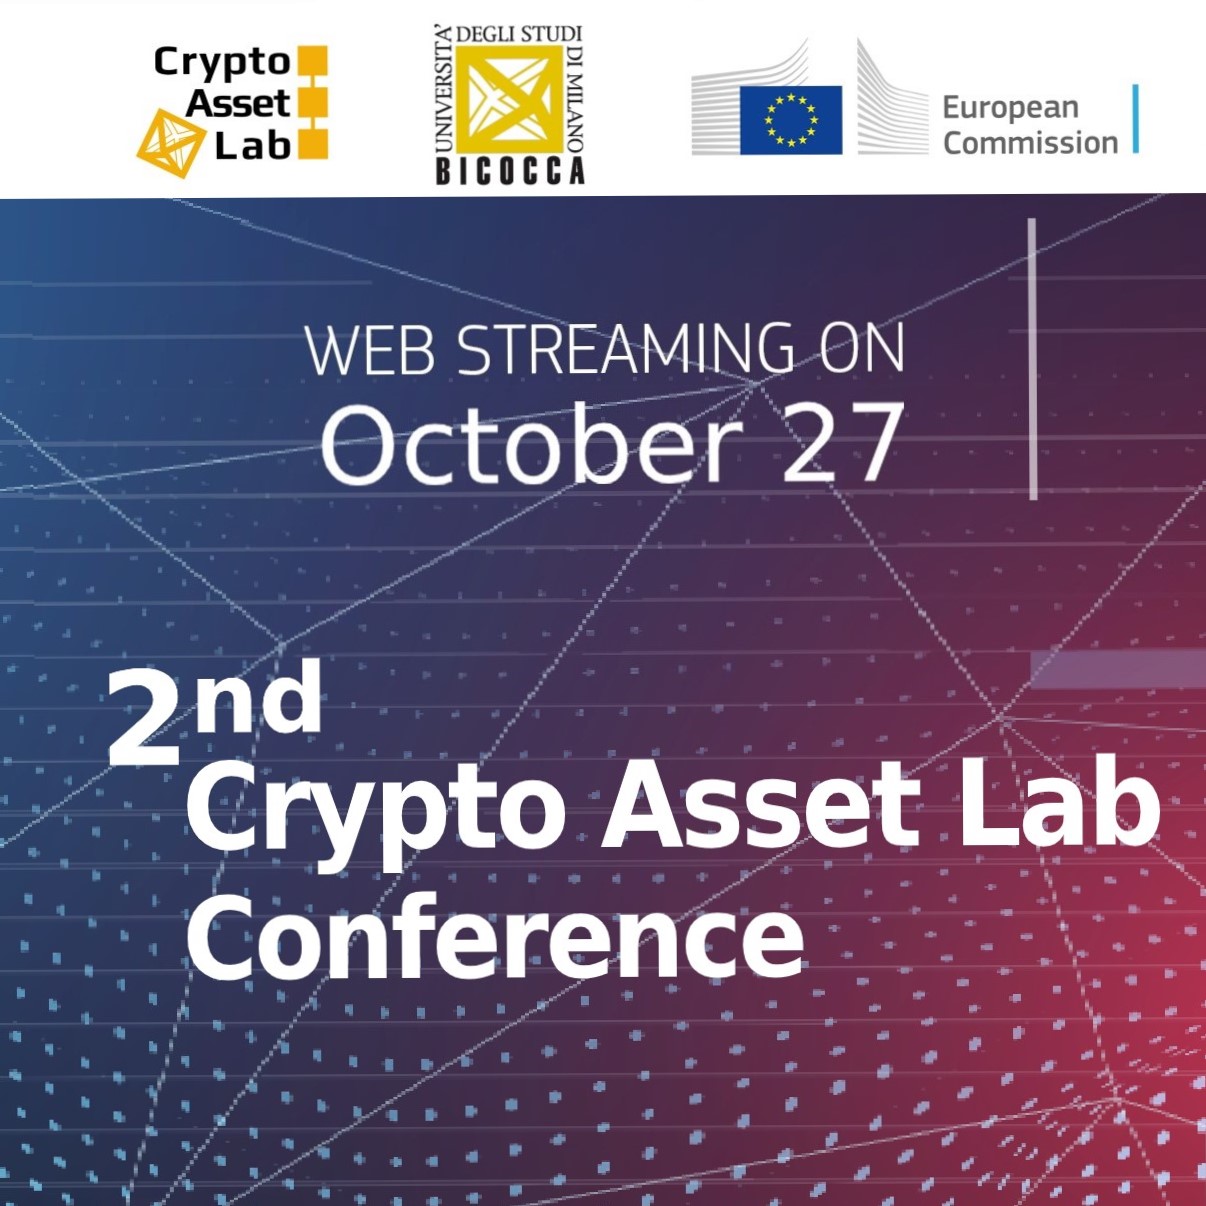 Crypto
Asset
Lab
UNIVERSITA'
DEGLI STUDI
DI MILANO
BICOCCA
European
Commission
WEB STREAMING ON
October 27
2nd
Crypto Asset Lab
Conference